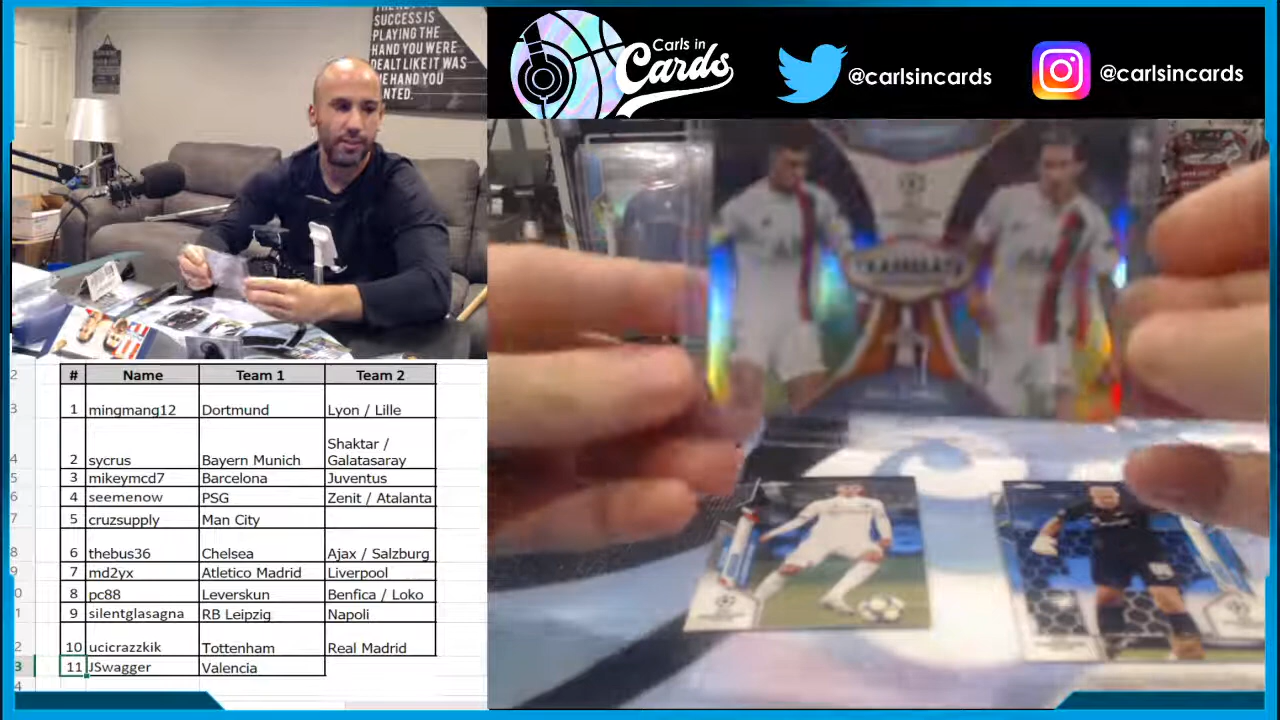 SUCCESS IS
PLAYING THE
HAND YOU WERE
DEALT LIKE IT WAS
HE HAND YOU
NTED.
Carls in
Cards
@carlsincards
@carlsincards
# Name Team 1 Team 2
1 mingmang12 Dortmund Lyon / Lille
Shaktar /
2 sycrus Bayern Munich Galatasaray
3 mikeymcd7 Barcelona Juventus
4 seemenow PSG Zenit / Atalanta
5 cruzsupply Man City
6 thebus36 Chelsea Ajax / Salzburg
7 md2yx Atletico Madrid Liverpool
8 pc88 Leverskun Benfica / Loko
9 silentglasagna RB Leipzig Napoli
10 ucicrazzkik Tottenham Real Madrid
11 JSwagger Valencia